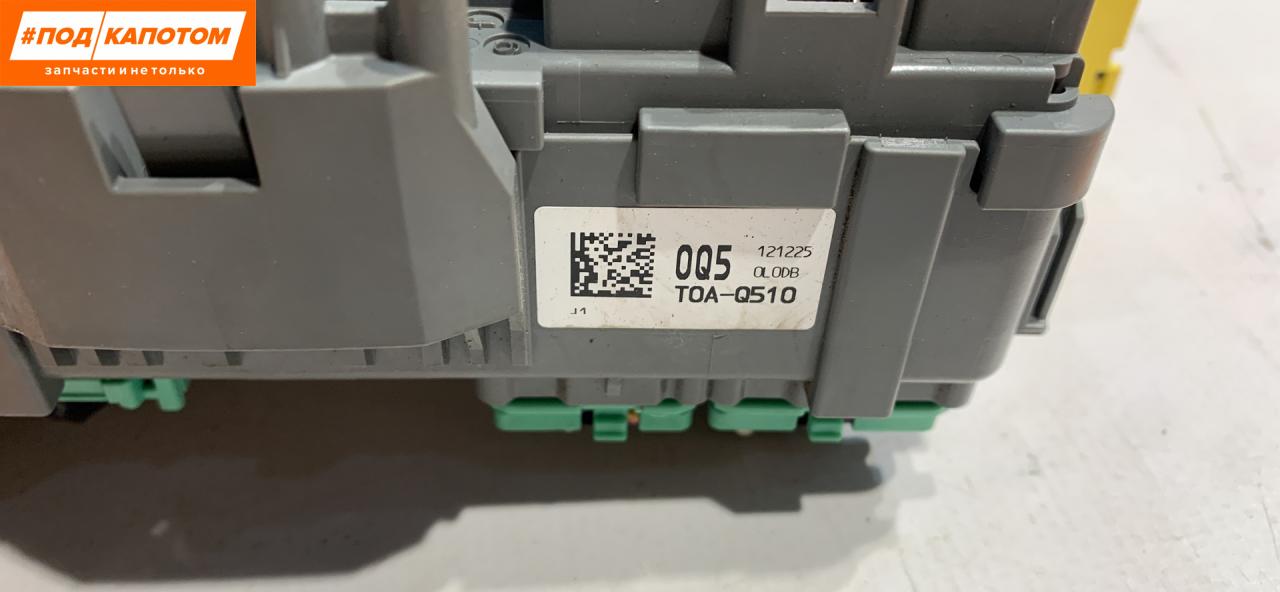 #ПОД КАПОТОМ
запчасти и не только
0Q5 121225
0L0DB
T0A-Q510
J1